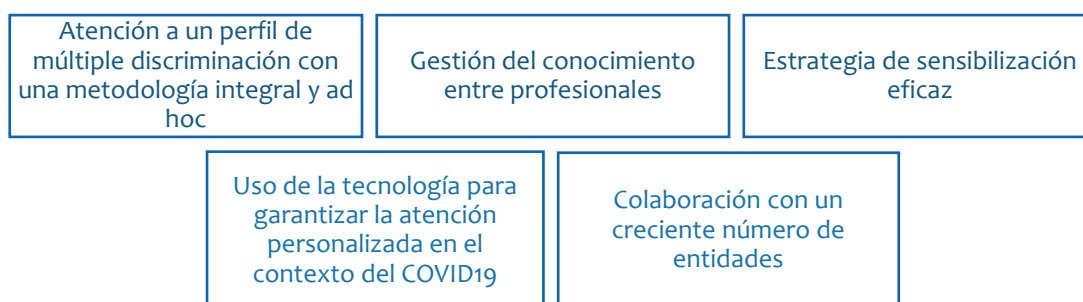 Atención a un perfil de
múltiple discriminación con
una metodología integral y ad
hoc
Gestión del conocimiento
entre profesionales
Estrategia de sensibilización
eficaz
Uso de la tecnología para
garantizar la atención
personalizada en el
contexto del COVID19
Colaboración con un
creciente número de
entidades